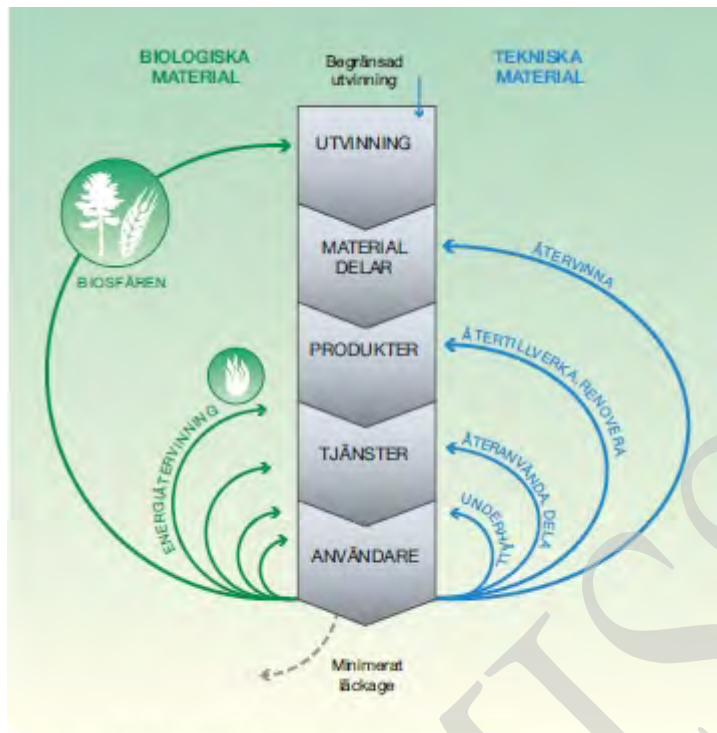 BIOLOGISKA
MATERIAL
Begränsad
utvinning
TEKNISKA
MATERIAL
UTVINNING
BIOSFÄREN
MATERIAL
DELAR
ÅTERVINNA
PRODUKTER
ÅTERTILLVERKA, RENOVERA
ENERGIÅTERVINNING
TJÄNSTER
ÅTERANVÄNDA, DELA
UNDERHÅLL
ANVÄNDARE
Minimerat
läckage